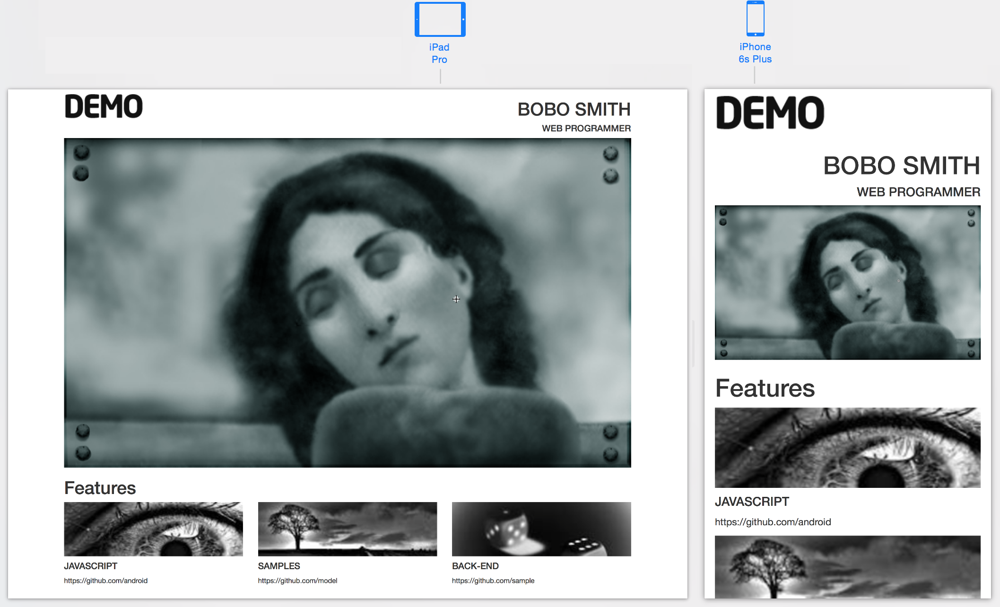 iPad
Pro
DEMO
BOBO SMITH
WEB PROGRAMMER
Features
JAVASCRIPT
https://github.com/android
SAMPLES
https://github.com/model
BACK-END
https://github.com/sample
iPhone
6s Plus
DEMO
BOBO SMITH
WEB PROGRAMMER
Features
JAVASCRIPT
https://github.com/android